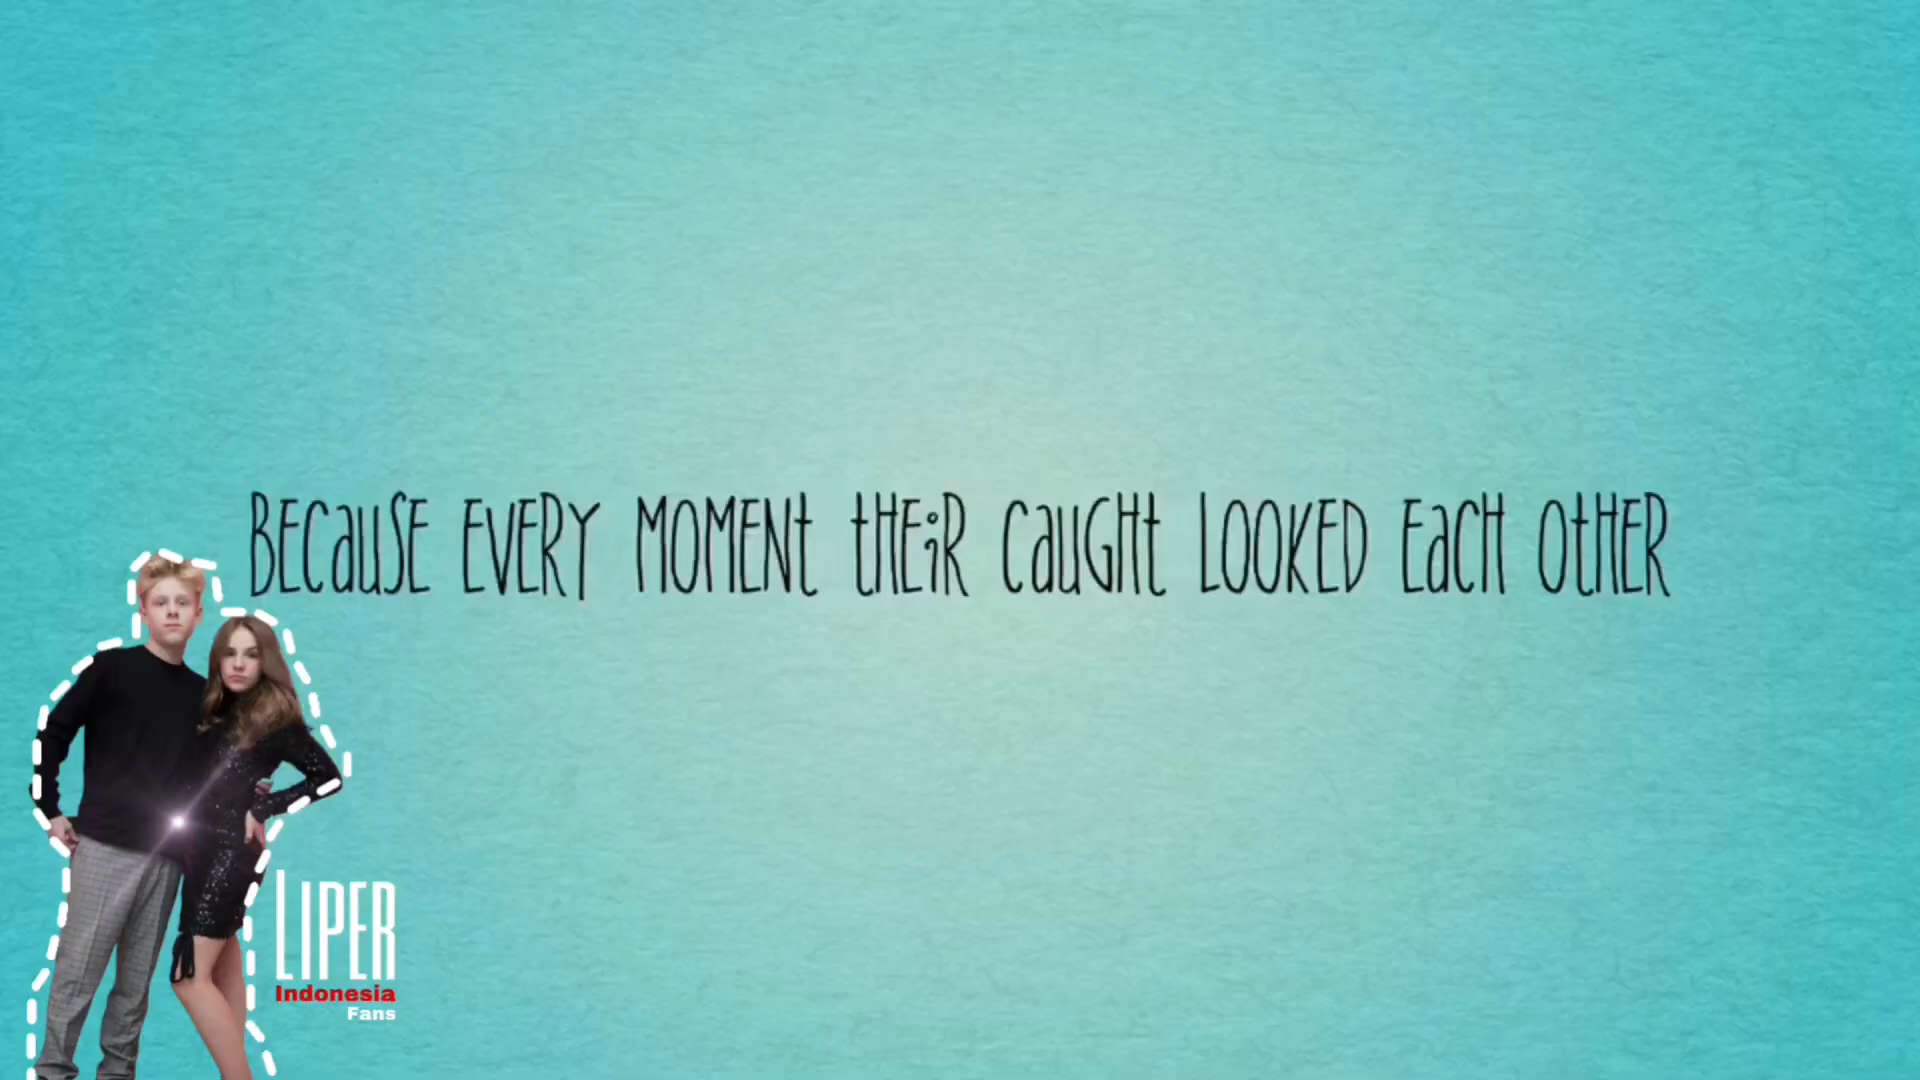 BECAUSE EVERY MOMENT THEiR CAUGHT LOOKED EACH OTHER
LIPER
Indonesia
Fans